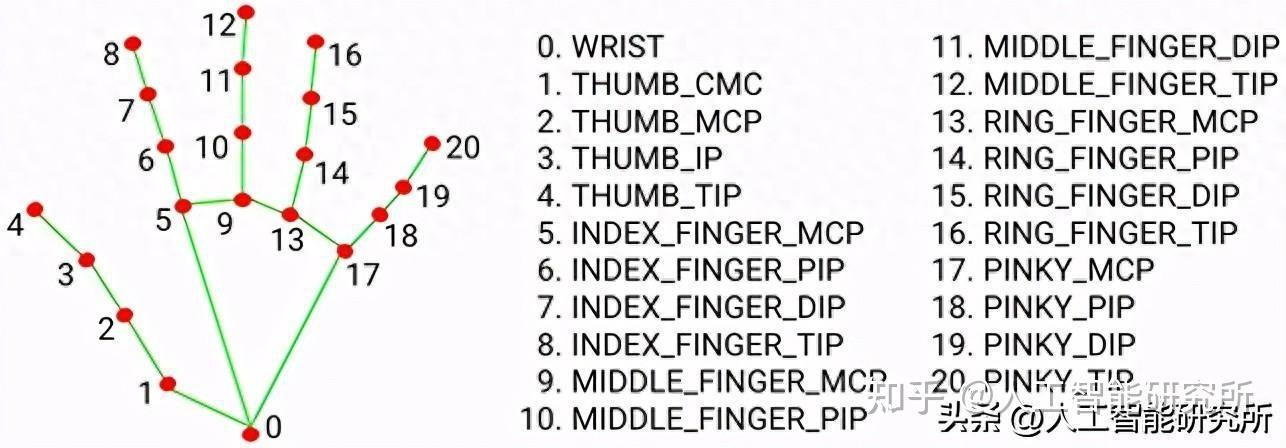 12
8
16
11
7
15
10
6
20
14
19
4
5
9
13
18
3
17
2
1
0
0. WRIST
1. THUMB_CMC
2. THUMB_MCP
3. THUMB_IP
4. THUMB_TIP
5. INDEX_FINGER_MCP
6. INDEX_FINGER_PIP
7. INDEX_FINGER_DIP
8. INDEX_FINGER_TIP
9. MIDDLE_FINGER_MCP
10. MIDDLE_FINGER_PIP
11. MIDDLE_FINGER_DIP
12. MIDDLE_FINGER_TIP
13. RING_FINGER_MCP
14. RING_FINGER_PIP
15. RING_FINGER_DIP
16. RING_FINGER_TIP
17. PINKY_MCP
18. PINKY_PIP
19. PINKY_DIP
20. PINKY_TIP
知乎 @人工智能研究所
头条 @人工智能研究所